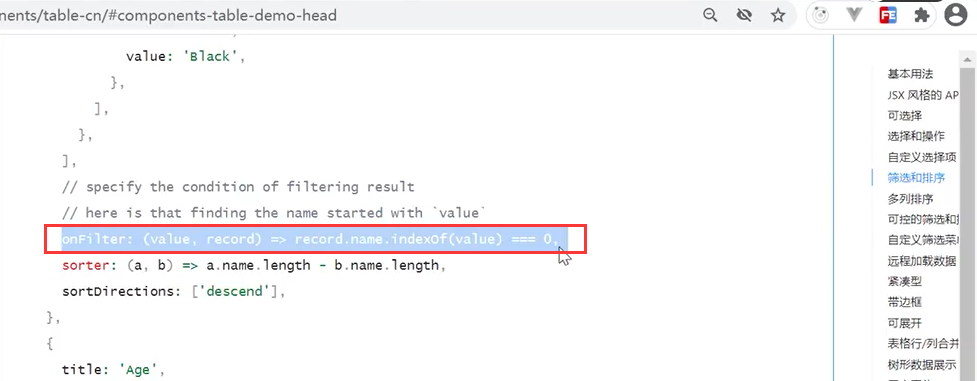 nents/table-cn/#components-table-demo-head
value: 'Black',
},
],
},
],
// specify the condition of filtering result
// here is that finding the name started with `value`
onFilter: (value, record) => record.name.indexOf(value) === 0,
sorter: (a, b) => a.name.length - b.name.length,
sortDirections: ['descend'],
},
{
title: 'Age',
基本用法
JSX 风格的 AP
可选择
选择和操作
自定义选择项
筛选和排序
多列排序
可控的筛选和
自定义筛选菜
远程加载数据
紧凑型
带边框
可展开
表格行/列合并
树形数据展示
FE